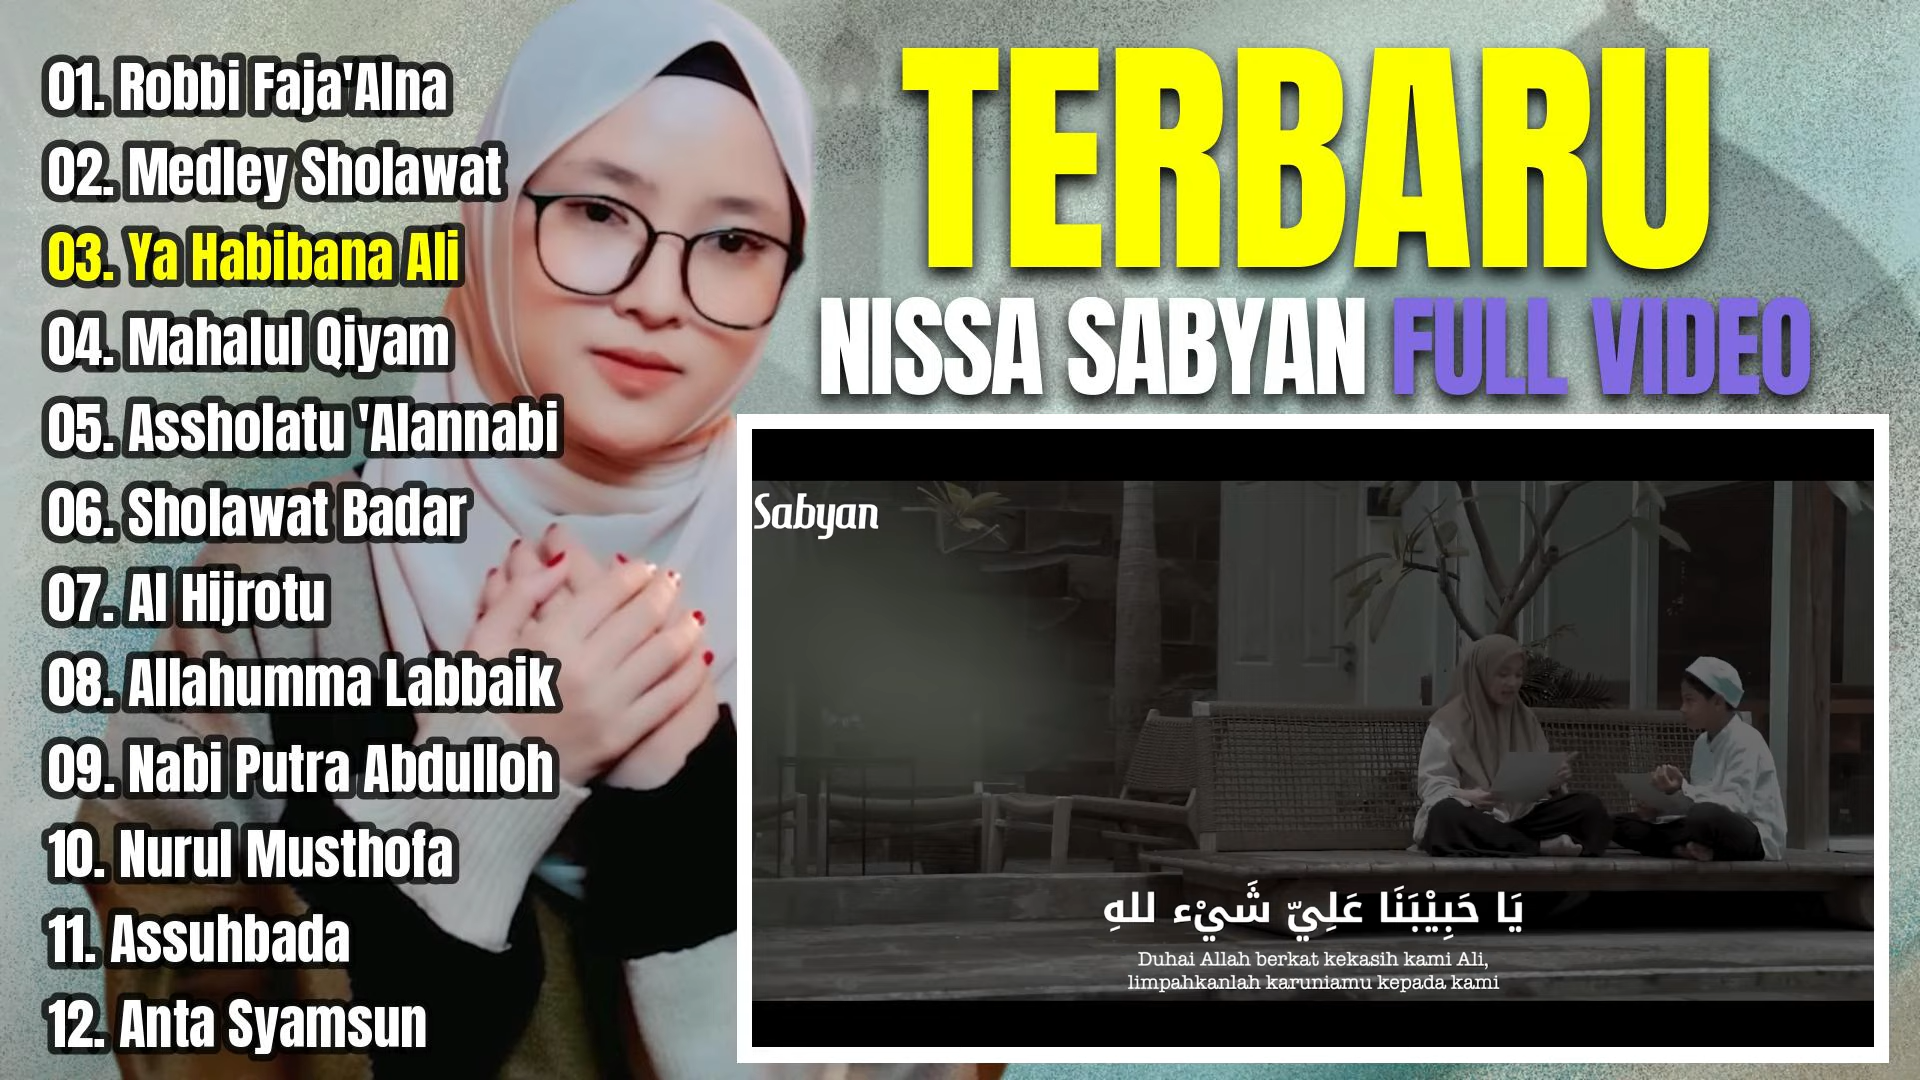 01. Robbi Faja'Alna
02. Medley Sholawat
03. Ya Habibana Ali
04. Mahalul Qiyam
05. Assholatu 'Alannabi
06. Sholawat Badar
07. Al Hijrotu
08. Allahumma Labbaik
09. Nabi Putra Abdulloh
10. Nurul Musthofa
11. Assuhbada
12. Anta Syamsun
TERBARU
NISSA SABYAN FULL VIDEO
Sabyan
يَا حَبِيْبَنَا عَلِيّ شَيْء للهِ
Duhai Allah berkat kekasih kami Ali,
limpahkanlah karuniamu kepada kami